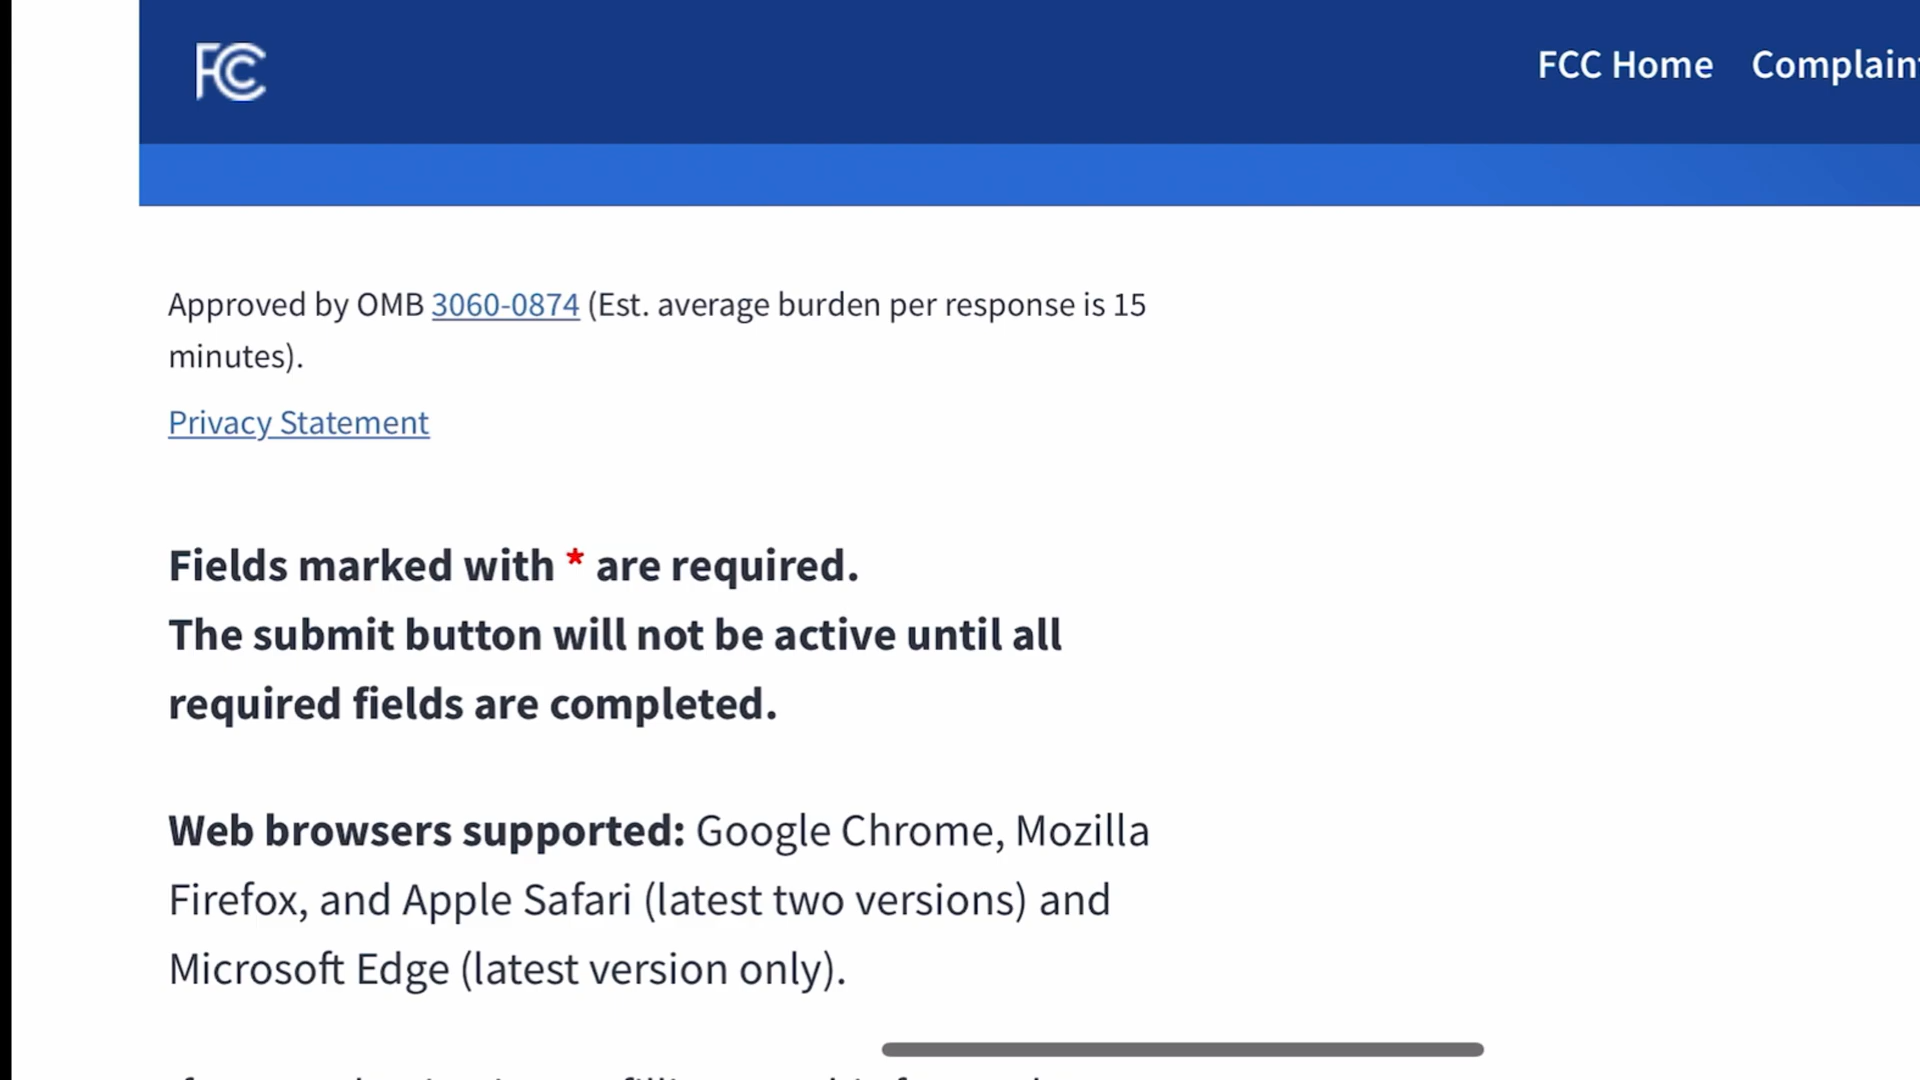 FCC
FCC Home Complain
Approved by OMB 3060-0874 (Est. average burden per response is 15
minutes).
Privacy Statement
Fields marked with * are required.
The submit button will not be active until all
required fields are completed.
Web browsers supported: Google Chrome, Mozilla
Firefox, and Apple Safari (latest two versions) and
Microsoft Edge (latest version only).